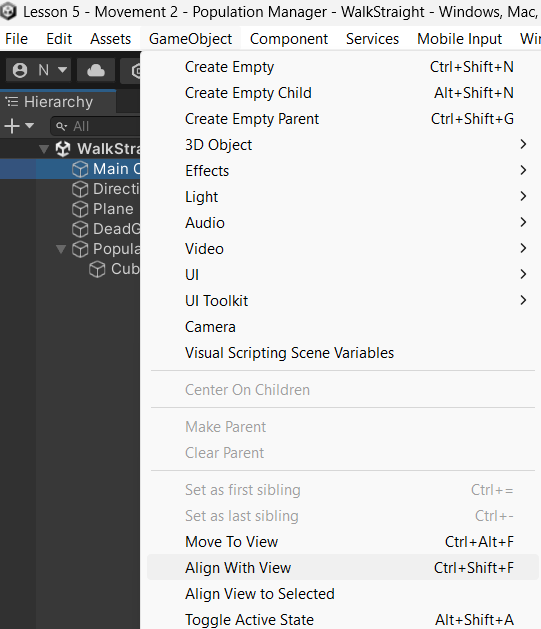 Lesson 5 - Movement 2 - Population Manager - WalkStraight - Windows, Mac,
File Edit Assets GameObject Component Services Mobile Input Wi
N
Hierarchy
All
WalkStra
Main C
Directi
Plane
DeadG
Popula
Cub
Create Empty Ctrl+Shift+N
Create Empty Child Alt+Shift+N
Create Empty Parent Ctrl+Shift+G
3D Object
Effects
Light
Audio
Video
UI
UI Toolkit
Camera
Visual Scripting Scene Variables
Center On Children
Make Parent
Clear Parent
Set as first sibling Ctrl+=
Set as last sibling Ctrl+-
Move To View Ctrl+Alt+F
Align With View Ctrl+Shift+F
Align View to Selected
Toggle Active State Alt+Shift+A